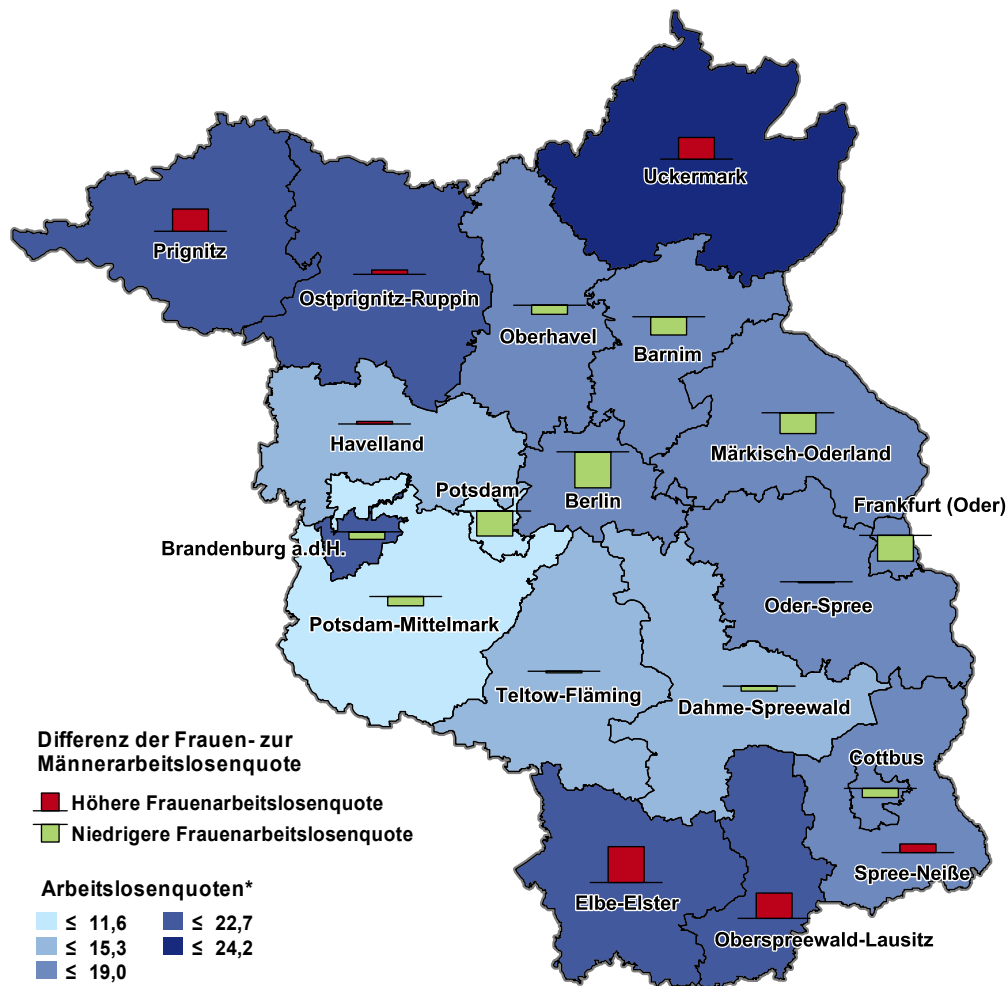 Uckermark
Prignitz
Ostprignitz-Ruppin
Oberhavel
Barnim
Havelland
Märkisch-Oderland
Potsdam
Berlin
Frankfurt (Oder)
Brandenburg a.d.H.
Oder-Spree
Potsdam-Mittelmark
Teltow-Fläming
Dahme-Spreewald
Cottbus
Spree-Neiße
Elbe-Elster
Oberspreewald-Lausitz
Differenz der Frauen- zur
Männerarbeitslosenquote
Höhere Frauenarbeitslosenquote
Niedrigere Frauenarbeitslosenquote
Arbeitslosenquoten*
≤ 11,6
≤ 15,3
≤ 19,0
≤ 22,7
≤ 24,2